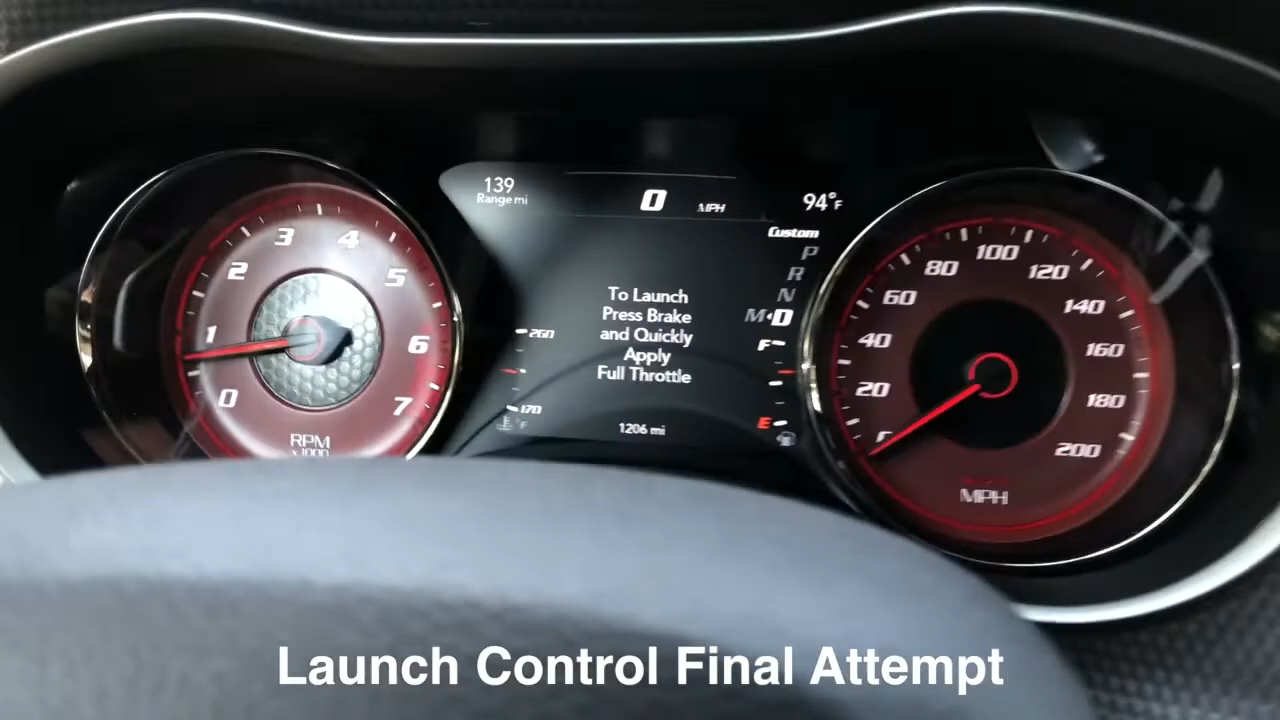 139
Range mi
0 MPH
94°F
Custom
P
R
N
M D
To Launch
Press Brake
and Quickly
Apply
Full Throttle
260
170
F
F
E
1206 mi
0
1
2
3
4
5
6
7
RPM
x1000
20
40
60
80
100
120
140
160
180
200
MPH
Launch Control Final Attempt